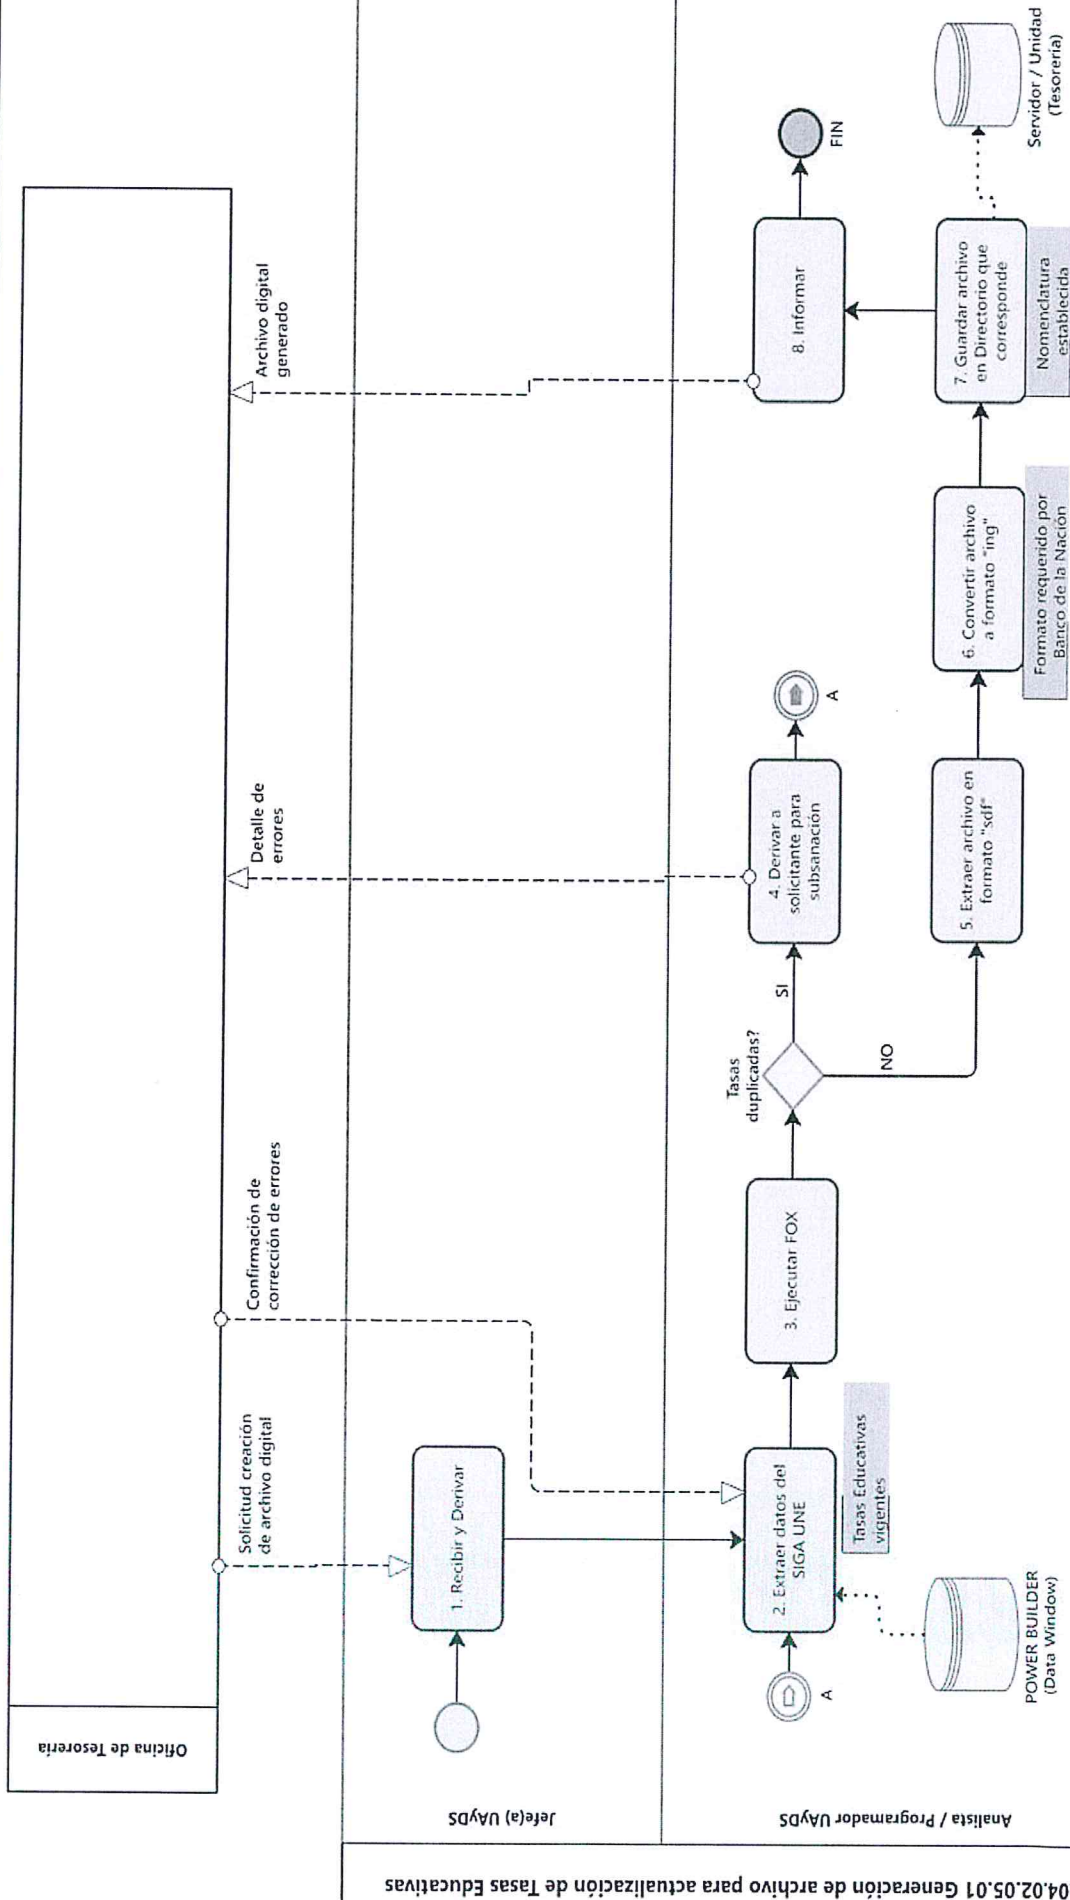 04.02.05.01 Generación de archivo para actualización de Tasas Educativas
Oficina de Tesorería
Jefe(a) UAyDS
Analista / Programador UAyDS
Solicitud creación
de archivo digital
Confirmación de
corrección de errores
Detalle de
errores
Archivo digital
generado
1. Recibir y Derivar
A
2. Extraer datos del
SIGA UNE
Tasas Educativas
vigentes
POWER BUILDER
(Data Window)
3. Ejecutar FOX
Tasas
duplicadas?
SI
NO
4. Derivar a
solicitante para
subsanación
A
5. Extraer archivo en
formato "sdf"
6. Convertir archivo
a formato "ing"
Formato requerido por
Banco de la Nación
7. Guardar archivo
en Directorio que
corresponde
Nomenclatura
establecida
8. Informar
FIN
Servidor / Unidad
(Tesoreria)